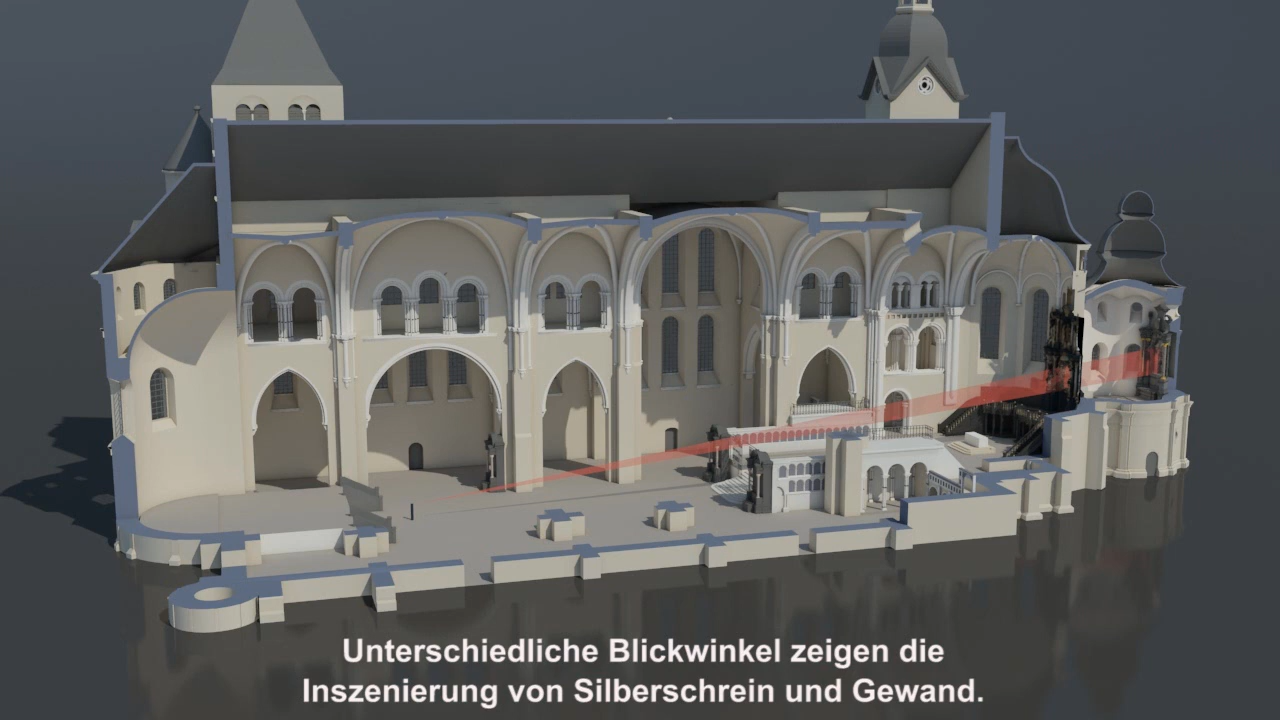 Unterschiedliche Blickwinkel zeigen die
Inszenierung von Silberschrein und Gewand.